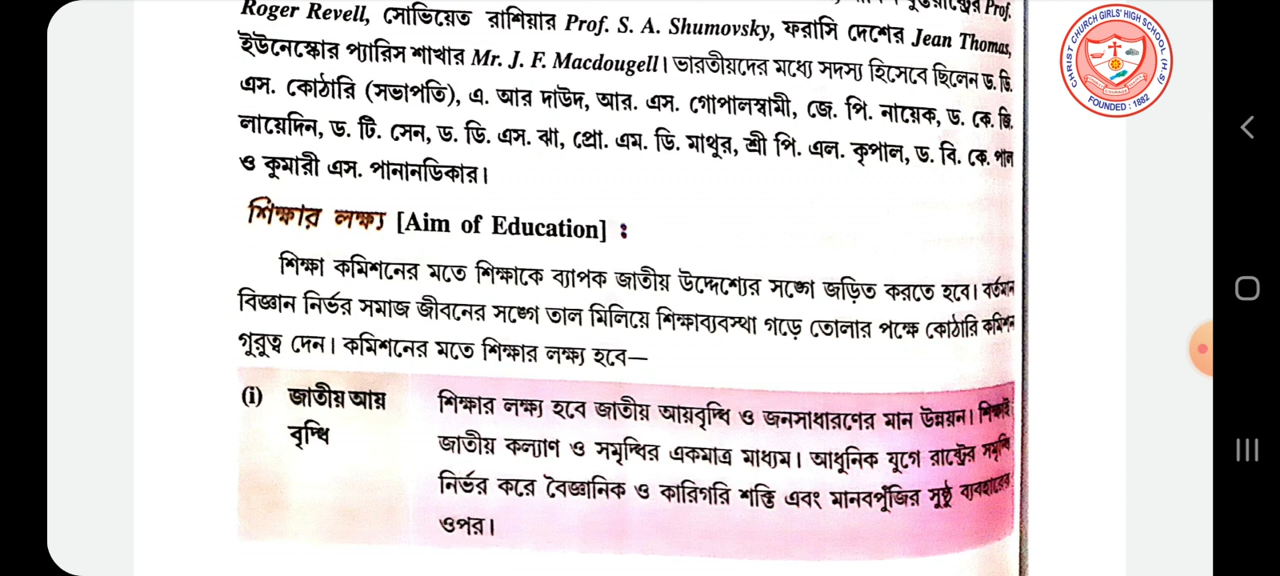 যুক্তরাষ্ট্রের Prof.
Roger Revell, সোভিয়েত রাশিয়ার Prof. S. A. Shumovsky, ফরাসি দেশের Jean Thomas,
ইউনেস্কোর প্যারিস শাখার Mr. J. F. Macdougell। ভারতীয়দের মধ্যে সদস্য হিসেবে ছিলেন ড. ডি.
এস. কোঠারি (সভাপতি), এ. আর দাউদ, আর. এস. গোপালস্বামী, জে. পি. নায়েক, ড. কে. জি.
লায়েদিন, ড. টি. সেন, ড. ডি. এস. ঝা, প্রো. এম. ডি. মাথুর, শ্রী পি. এল. কৃপাল, ড. বি. কে. পাল
ও কুমারী এস. পানানডিকার।
শিক্ষার লক্ষ্য [Aim of Education] :
শিক্ষা কমিশনের মতে শিক্ষাকে ব্যাপক জাতীয় উদ্দেশ্যের সঙ্গে জড়িত করতে হবে। বর্তমান
বিজ্ঞান নির্ভর সমাজ জীবনের সঙ্গে তাল মিলিয়ে শিক্ষাব্যবস্থা গড়ে তোলার পক্ষে কোঠারি কমিশন
গুরুত্ব দেন। কমিশনের মতে শিক্ষার লক্ষ্য হবে—
(i) জাতীয় আয় বৃদ্ধি
শিক্ষার লক্ষ্য হবে জাতীয় আয়বৃদ্ধি ও জনসাধারণের মান উন্নয়ন। শিক্ষাই
জাতীয় কল্যাণ ও সমৃদ্ধির একমাত্র মাধ্যম। আধুনিক যুগে রাষ্ট্রের সমৃদ্ধি
নির্ভর করে বৈজ্ঞানিক ও কারিগরি শক্তি এবং মানবপুঁজির সুষ্ঠু ব্যবহারের
ওপর।
CHRIST CHURCH GIRLS' HIGH SCHOOL (H.S)
FOUNDED : 1882